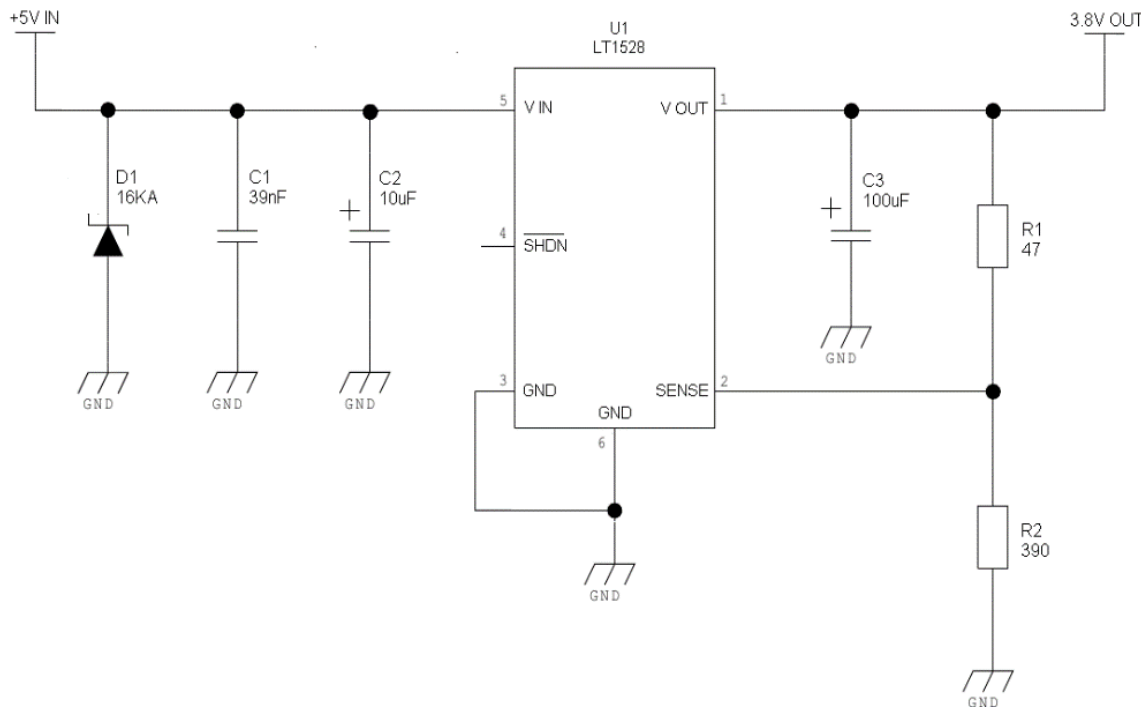 +5V IN
U1
LT1528
3.8V OUT
5
V IN
V OUT
1
D1
16KA
C1
39nF
C2
10uF
+
C3
100uF
+
R1
47
4
SHDN
GND
3
GND
SENSE
2
GND
GND
GND
GND
6
R2
390
GND
GND